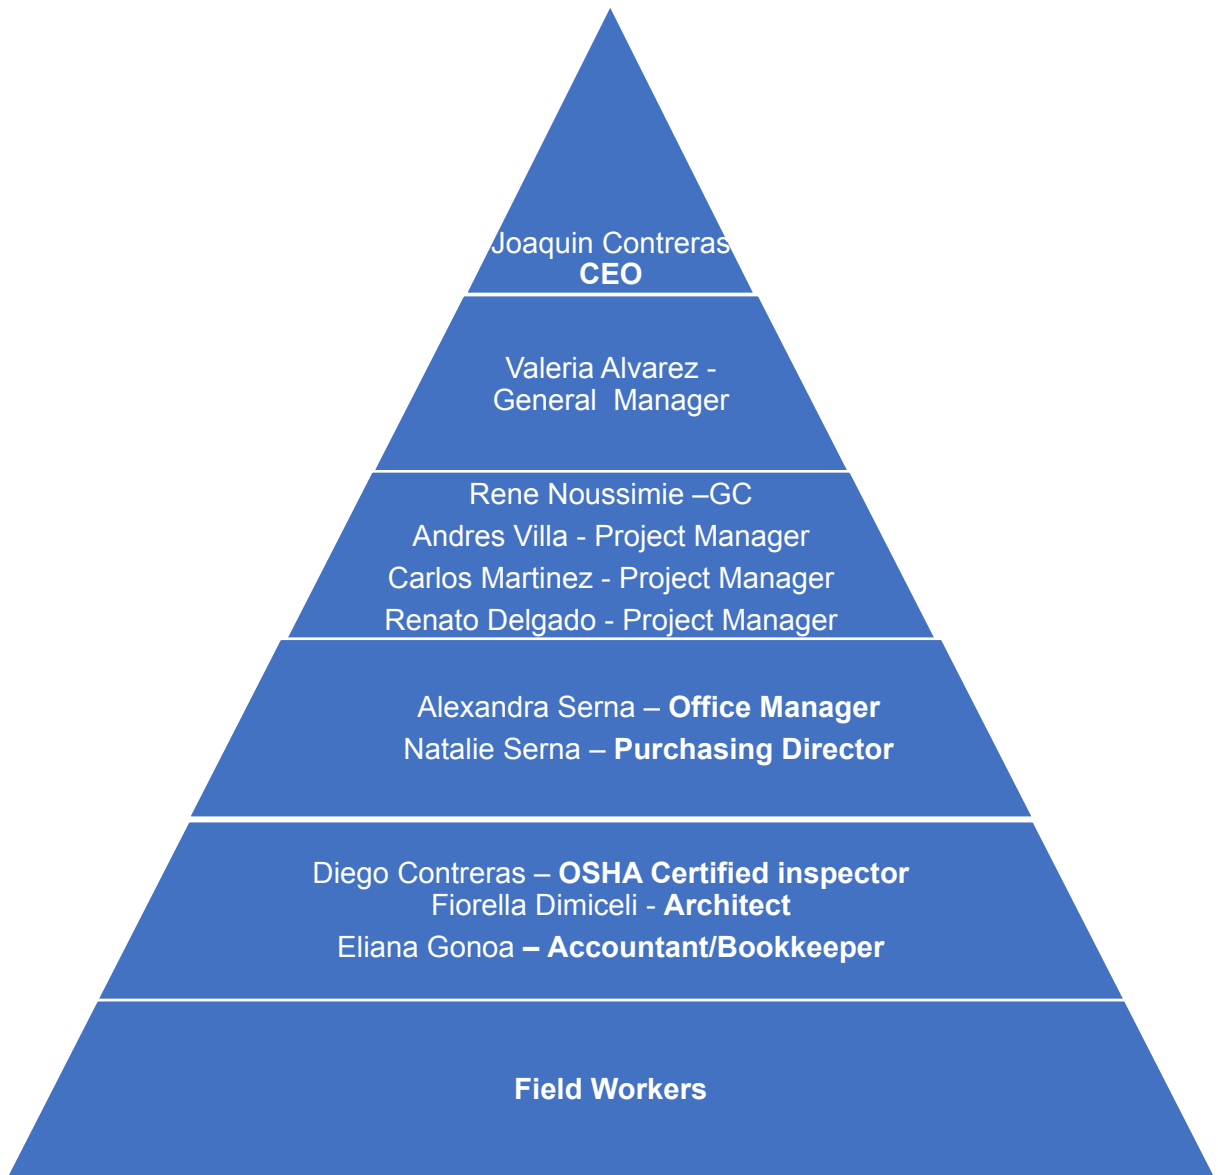 Joaquin Contreras
CEO
Valeria Alvarez -
General  Manager
Rene Noussimie –GC
Andres Villa - Project Manager
Carlos Martinez - Project Manager
Renato Delgado - Project Manager
Alexandra Serna – Office Manager
Natalie Serna – Purchasing Director
Diego Contreras – OSHA Certified inspector
Fiorella Dimiceli - Architect
Eliana Gonoa – Accountant/Bookkeeper
Field Workers